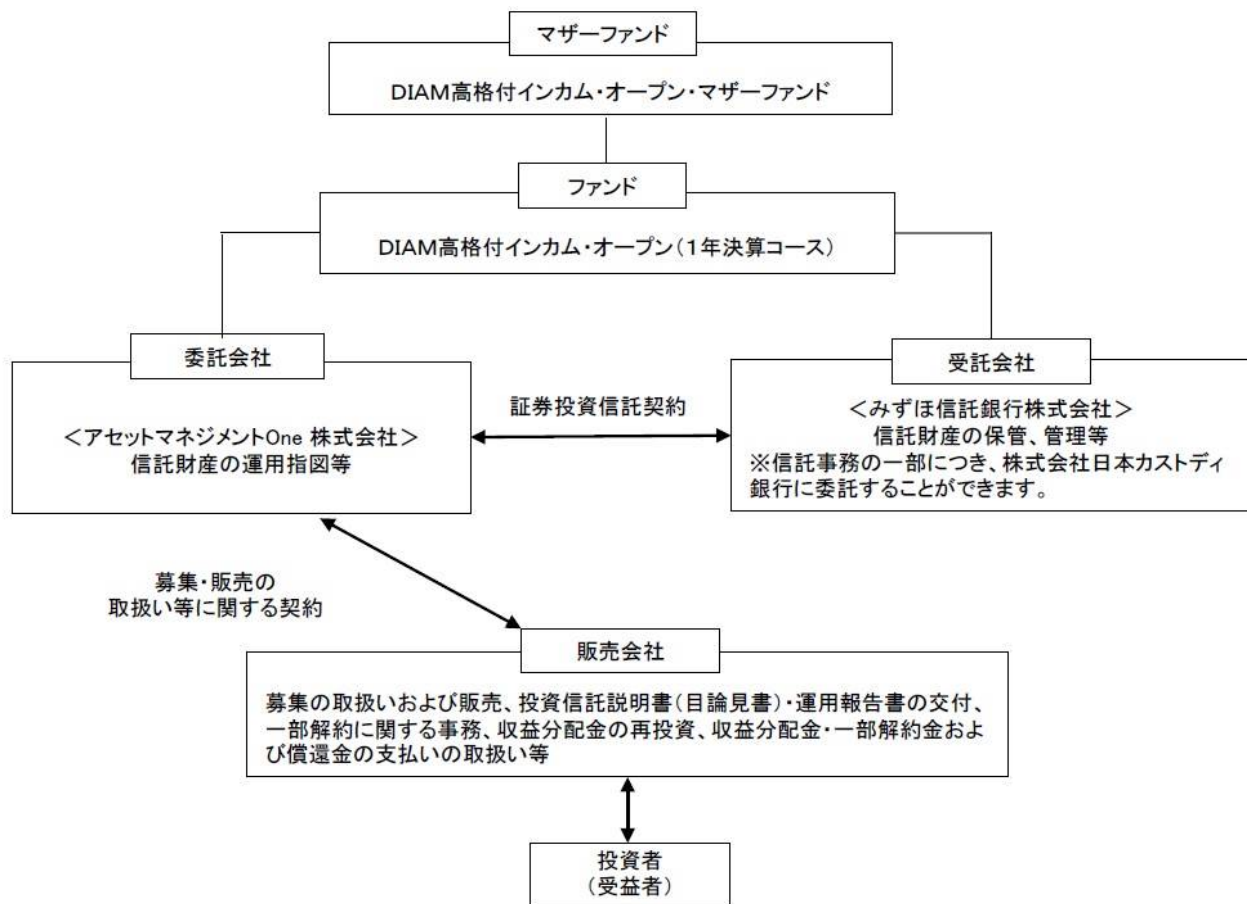 マザーファンド
DIAM高格付インカム・オープン・マザーファンド
ファンド
DIAM高格付インカム・オープン(1年決算コース)
委託会社
<アセットマネジメントOne 株式会社>
信託財産の運用指図等
証券投資信託契約
受託会社
<みずほ信託銀行株式会社>
信託財産の保管、管理等
※信託事務の一部につき、株式会社日本カストディ
銀行に委託することができます。
募集・販売の
取扱い等に関する契約
販売会社
募集の取扱いおよび販売、投資信託説明書(目論見書)・運用報告書の交付、
一部解約に関する事務、収益分配金の再投資、収益分配金・一部解約金およ
び償還金の支払いの取扱い等
投資者
(受益者)